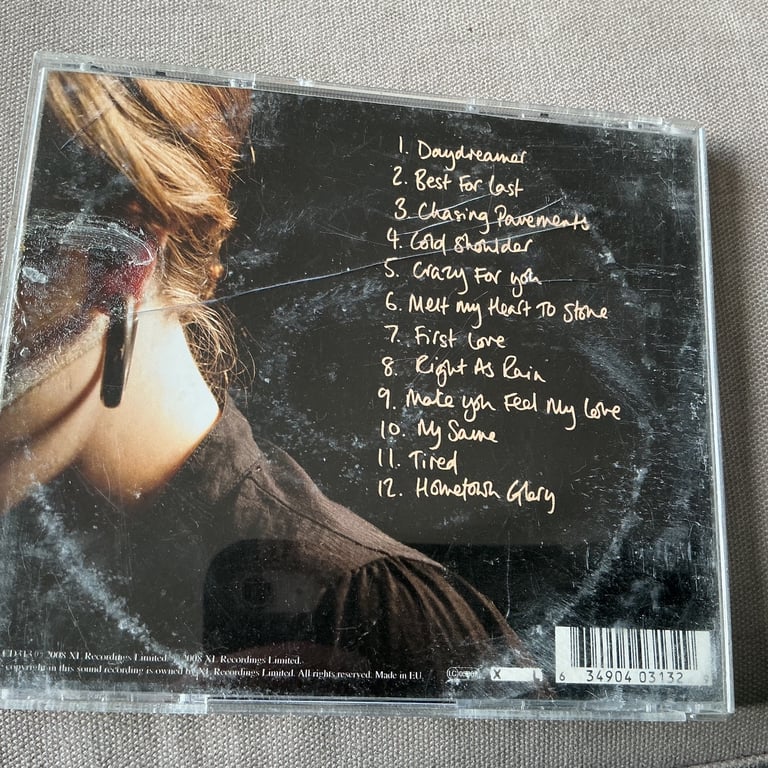 1. Daydreamer
2. Best For Last
3. Chasing Pavements
4. Cold Shoulder
5. Crazy For you
6. Melt my Heart To Stone
7. First Love
8. Right As Rain
9. Make you Feel My Love
10. My Same
11. Tired
12. Hometown Glory
2008 XL Recordings Limited. 2008 XL Recordings Limited.
copyright in this sound recording is owned by XL Recordings Limited. All rights reserved. Made in EU.
X L
6 34904 03132 9